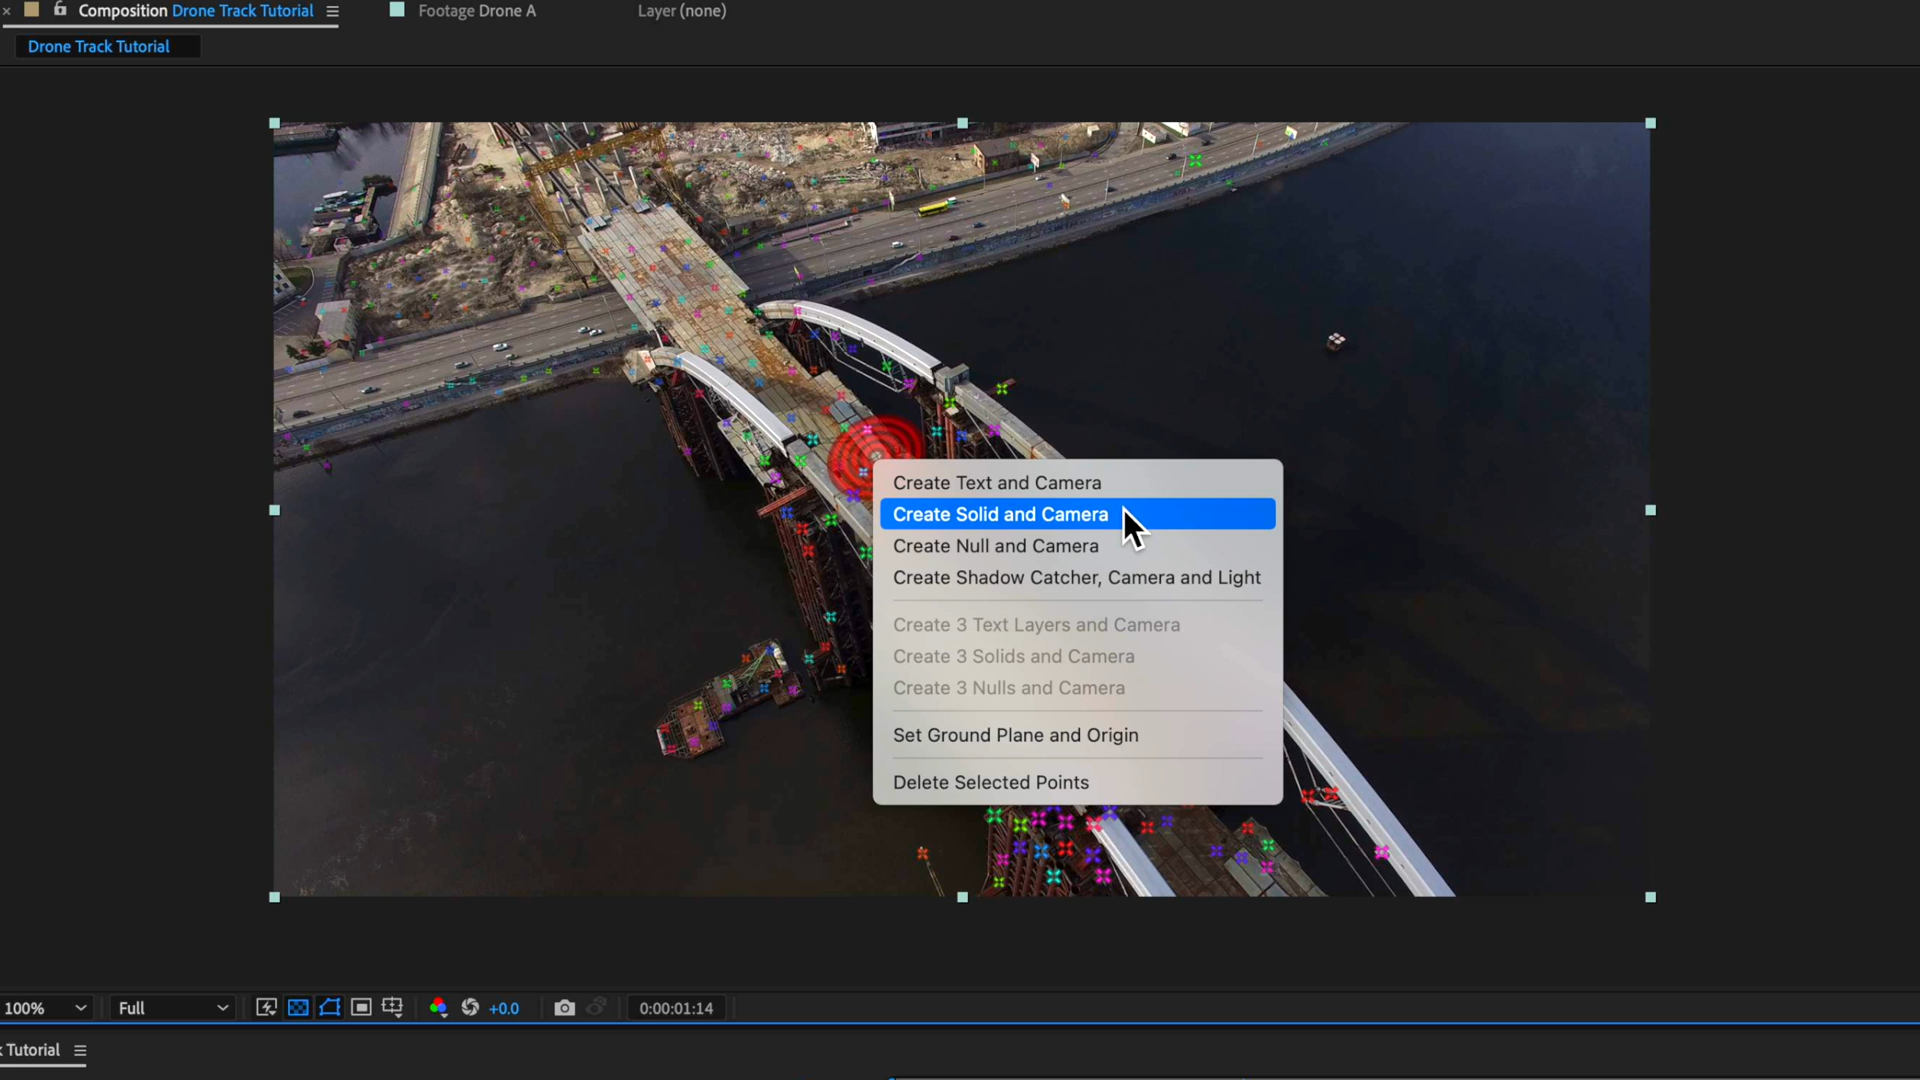 Composition Drone Track Tutorial
Footage Drone A
Layer (none)
Drone Track Tutorial
Create Text and Camera
Create Solid and Camera
Create Null and Camera
Create Shadow Catcher, Camera and Light
Create 3 Text Layers and Camera
Create 3 Solids and Camera
Create 3 Nulls and Camera
Set Ground Plane and Origin
Delete Selected Points
100%
Full
+0.0
0:00:01:14
k Tutorial